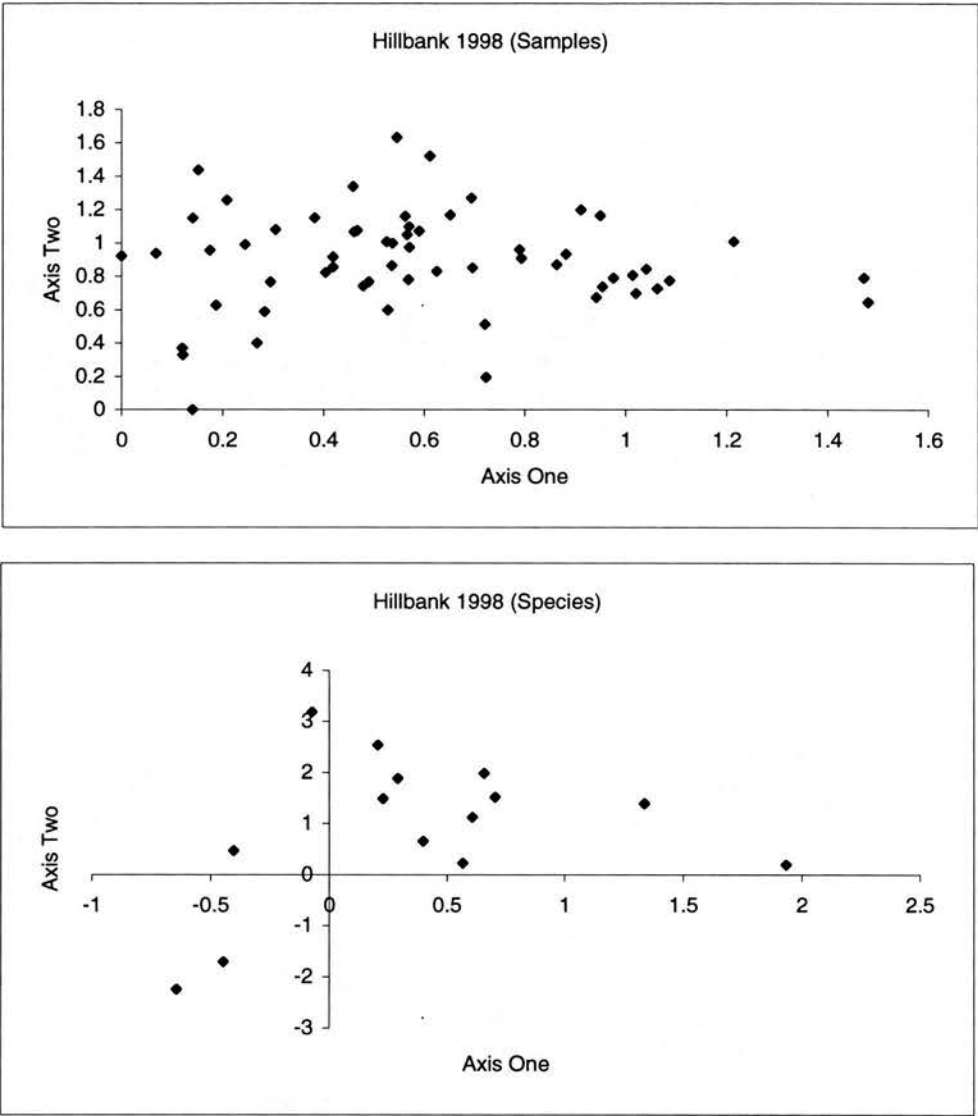 Hillbank 1998 (Samples)
1.8
1.6
1.4
1.2
1
0.8
0.6
0.4
0.2
0
Axis Two
0 0.2 0.4 0.6 0.8 1 1.2 1.4 1.6
Axis One
Hillbank 1998 (Species)
4
3
2
1
0
-1
-2
-3
Axis Two
-1 -0.5 0 0.5 1 1.5 2 2.5
Axis One